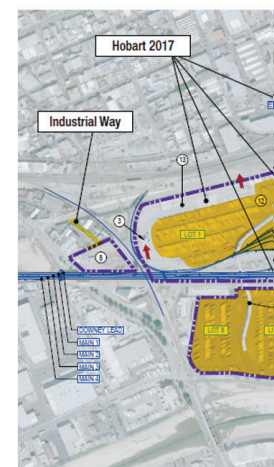 Hobart 2017
Industrial Way
13
3
12
LOT 1
8
DOWNEY LEAD
MAIN 1
MAIN 2
MAIN 3
MAIN 4
LOT 8